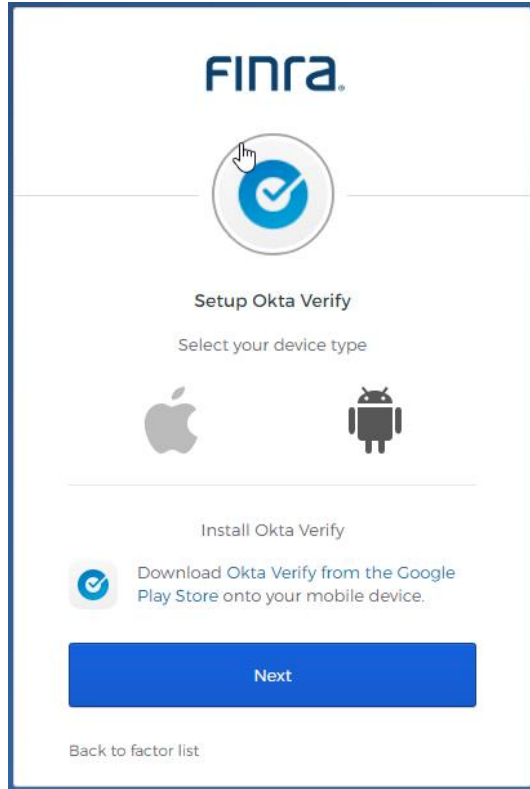 FINRA.
Setup Okta Verify
Select your device type
Install Okta Verify
Download Okta Verify from the Google
Play Store onto your mobile device.
Next
Back to factor list